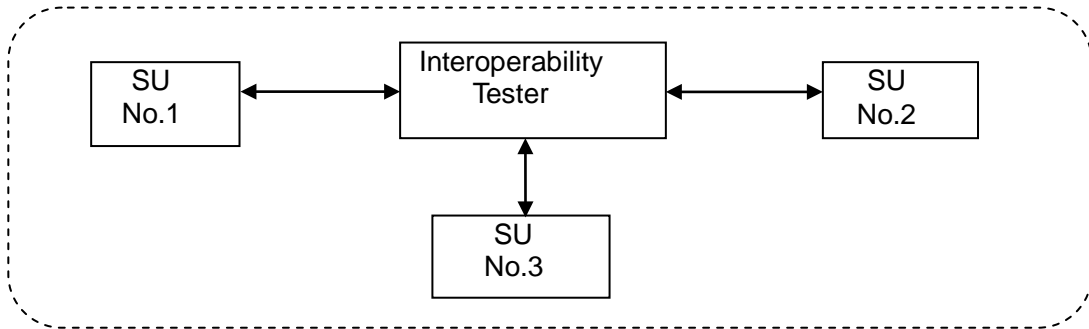 SU
No.1
Interoperability
Tester
SU
No.2
SU
No.3